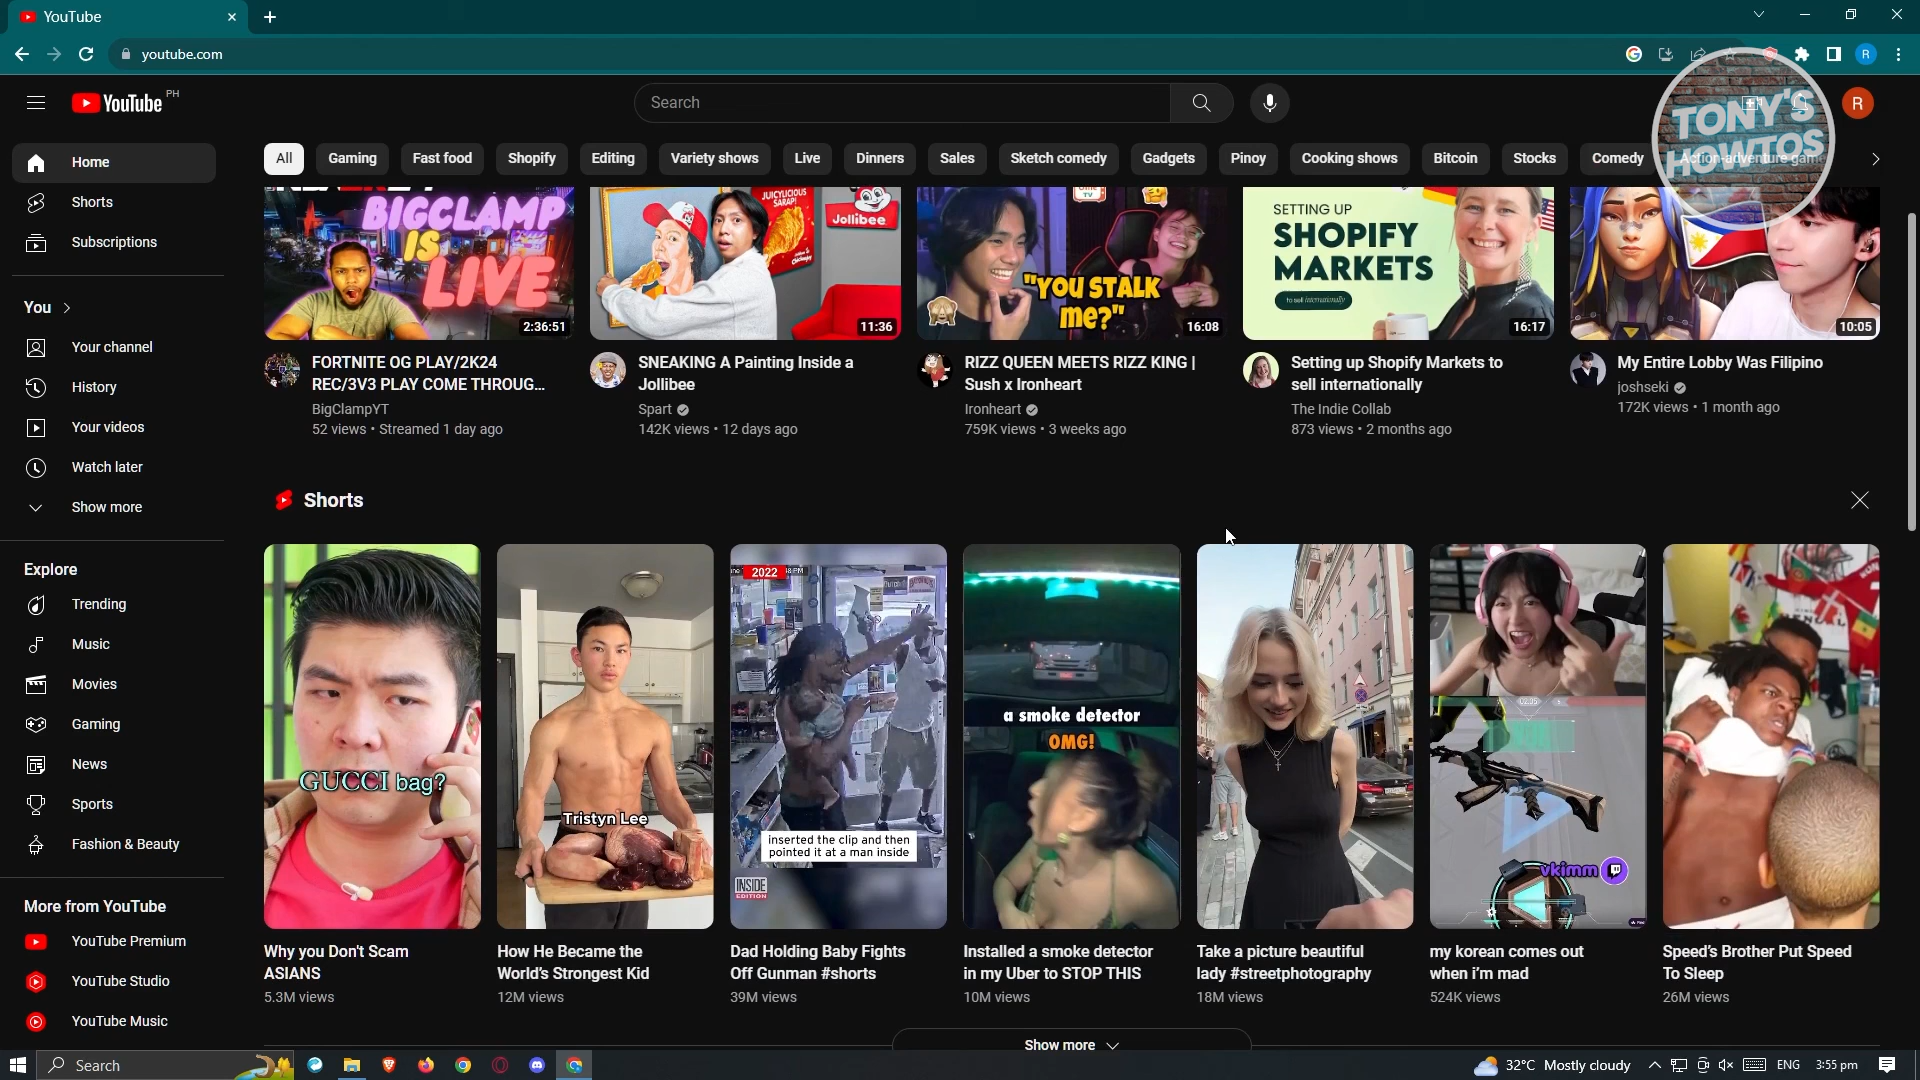 YouTube
youtube.com
R
YouTube PH
Search
TONY'S
HOWTOS
R
Home
Shorts
Subscriptions
You
Your channel
History
Your videos
Watch later
Show more
Explore
Trending
Music
Movies
Gaming
News
Sports
Fashion & Beauty
More from YouTube
YouTube Premium
YouTube Studio
YouTube Music
All Gaming Fast food Shopify Editing Variety shows Live Dinners Sales Sketch comedy Gadgets Pinoy Cooking shows Bitcoin Stocks Comedy Action-adventure gam
BIGCLAMP
IS
LIVE
2:36:51
FORTNITE OG PLAY/2K24
REC/3V3 PLAY COME THROUG...
BigClampYT
52 views • Streamed 1 day ago
JUICYLICIOUS
SARAP!
Jollibee
11:36
SNEAKING A Painting Inside a
Jollibee
Spart
142K views • 12 days ago
TV
"YOU STALK
me?"
16:08
RIZZ QUEEN MEETS RIZZ KING |
Sush x Ironheart
Ironheart
759K views • 3 weeks ago
SETTING UP
SHOPIFY
MARKETS
to sell internationally
16:17
Setting up Shopify Markets to
sell internationally
The Indie Collab
873 views • 2 months ago
10:05
My Entire Lobby Was Filipino
joshseki
172K views • 1 month ago
Shorts
GUCCI bag?
Why you Don't Scam
ASIANS
5.3M views
Tristyn Lee
How He Became the
World's Strongest Kid
12M views
2022
inserted the clip and then
pointed it at a man inside
INSIDE
EDITION
Dad Holding Baby Fights
Off Gunman #shorts
39M views
a smoke detector
OMG!
Installed a smoke detector
in my Uber to STOP THIS
10M views
Take a picture beautiful
lady #streetphotography
18M views
02:05
vkimm
my korean comes out
when i'm mad
524K views
Speed's Brother Put Speed
To Sleep
26M views
Show more
Search
32°C Mostly cloudy
ENG
3:55 pm